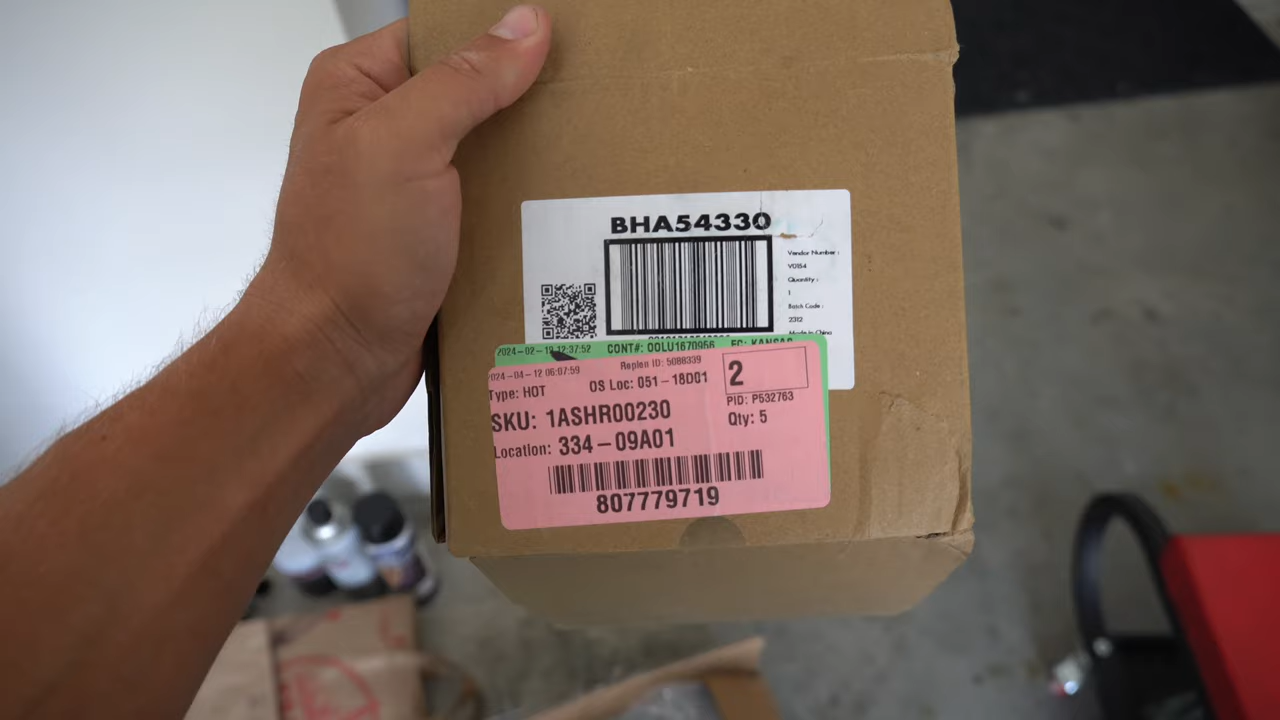 BHA54330
Vendor Number :
V0154
Quantity :
1
Batch Code :
2312
Made in China
2024-02-19 12:37:52 CONT#: OOLU1670956 FC: KANSAS
2024-04-12 06:07:59 Replen ID: 5088339
Type: HOT OS Loc: 051-18D01 2
SKU: 1ASHR00230 PID: P532763
Qty: 5
Location: 334-09A01
807779719